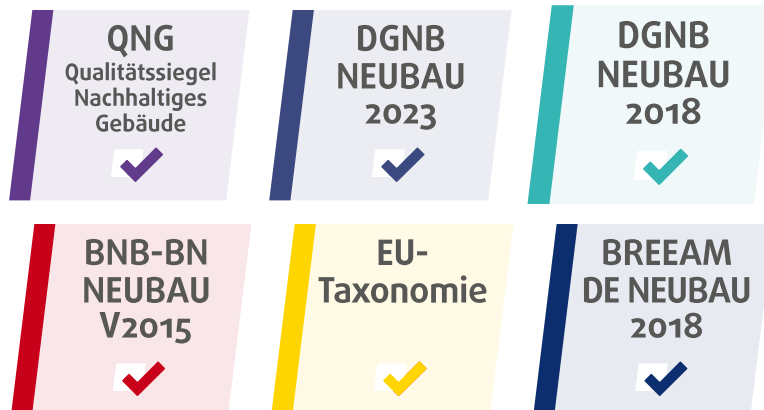 QNG
Qualitätssiegel
Nachhaltiges
Gebäude
DGNB
NEUBAU
2023
DGNB
NEUBAU
2018
BNB-BN
NEUBAU
V2015
EU-
Taxonomie
BREEAM
DE NEUBAU
2018